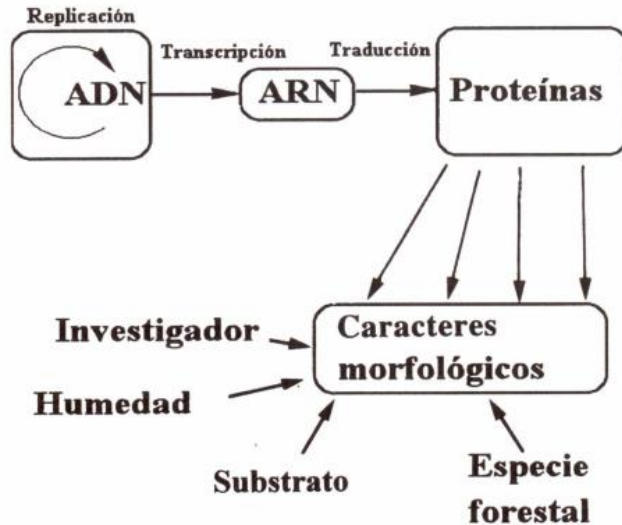 Replicación
Transcripción
Traducción
ADN
ARN
Proteínas
Investigador
Caracteres
morfológicos
Humedad
Substrato
Especie
forestal